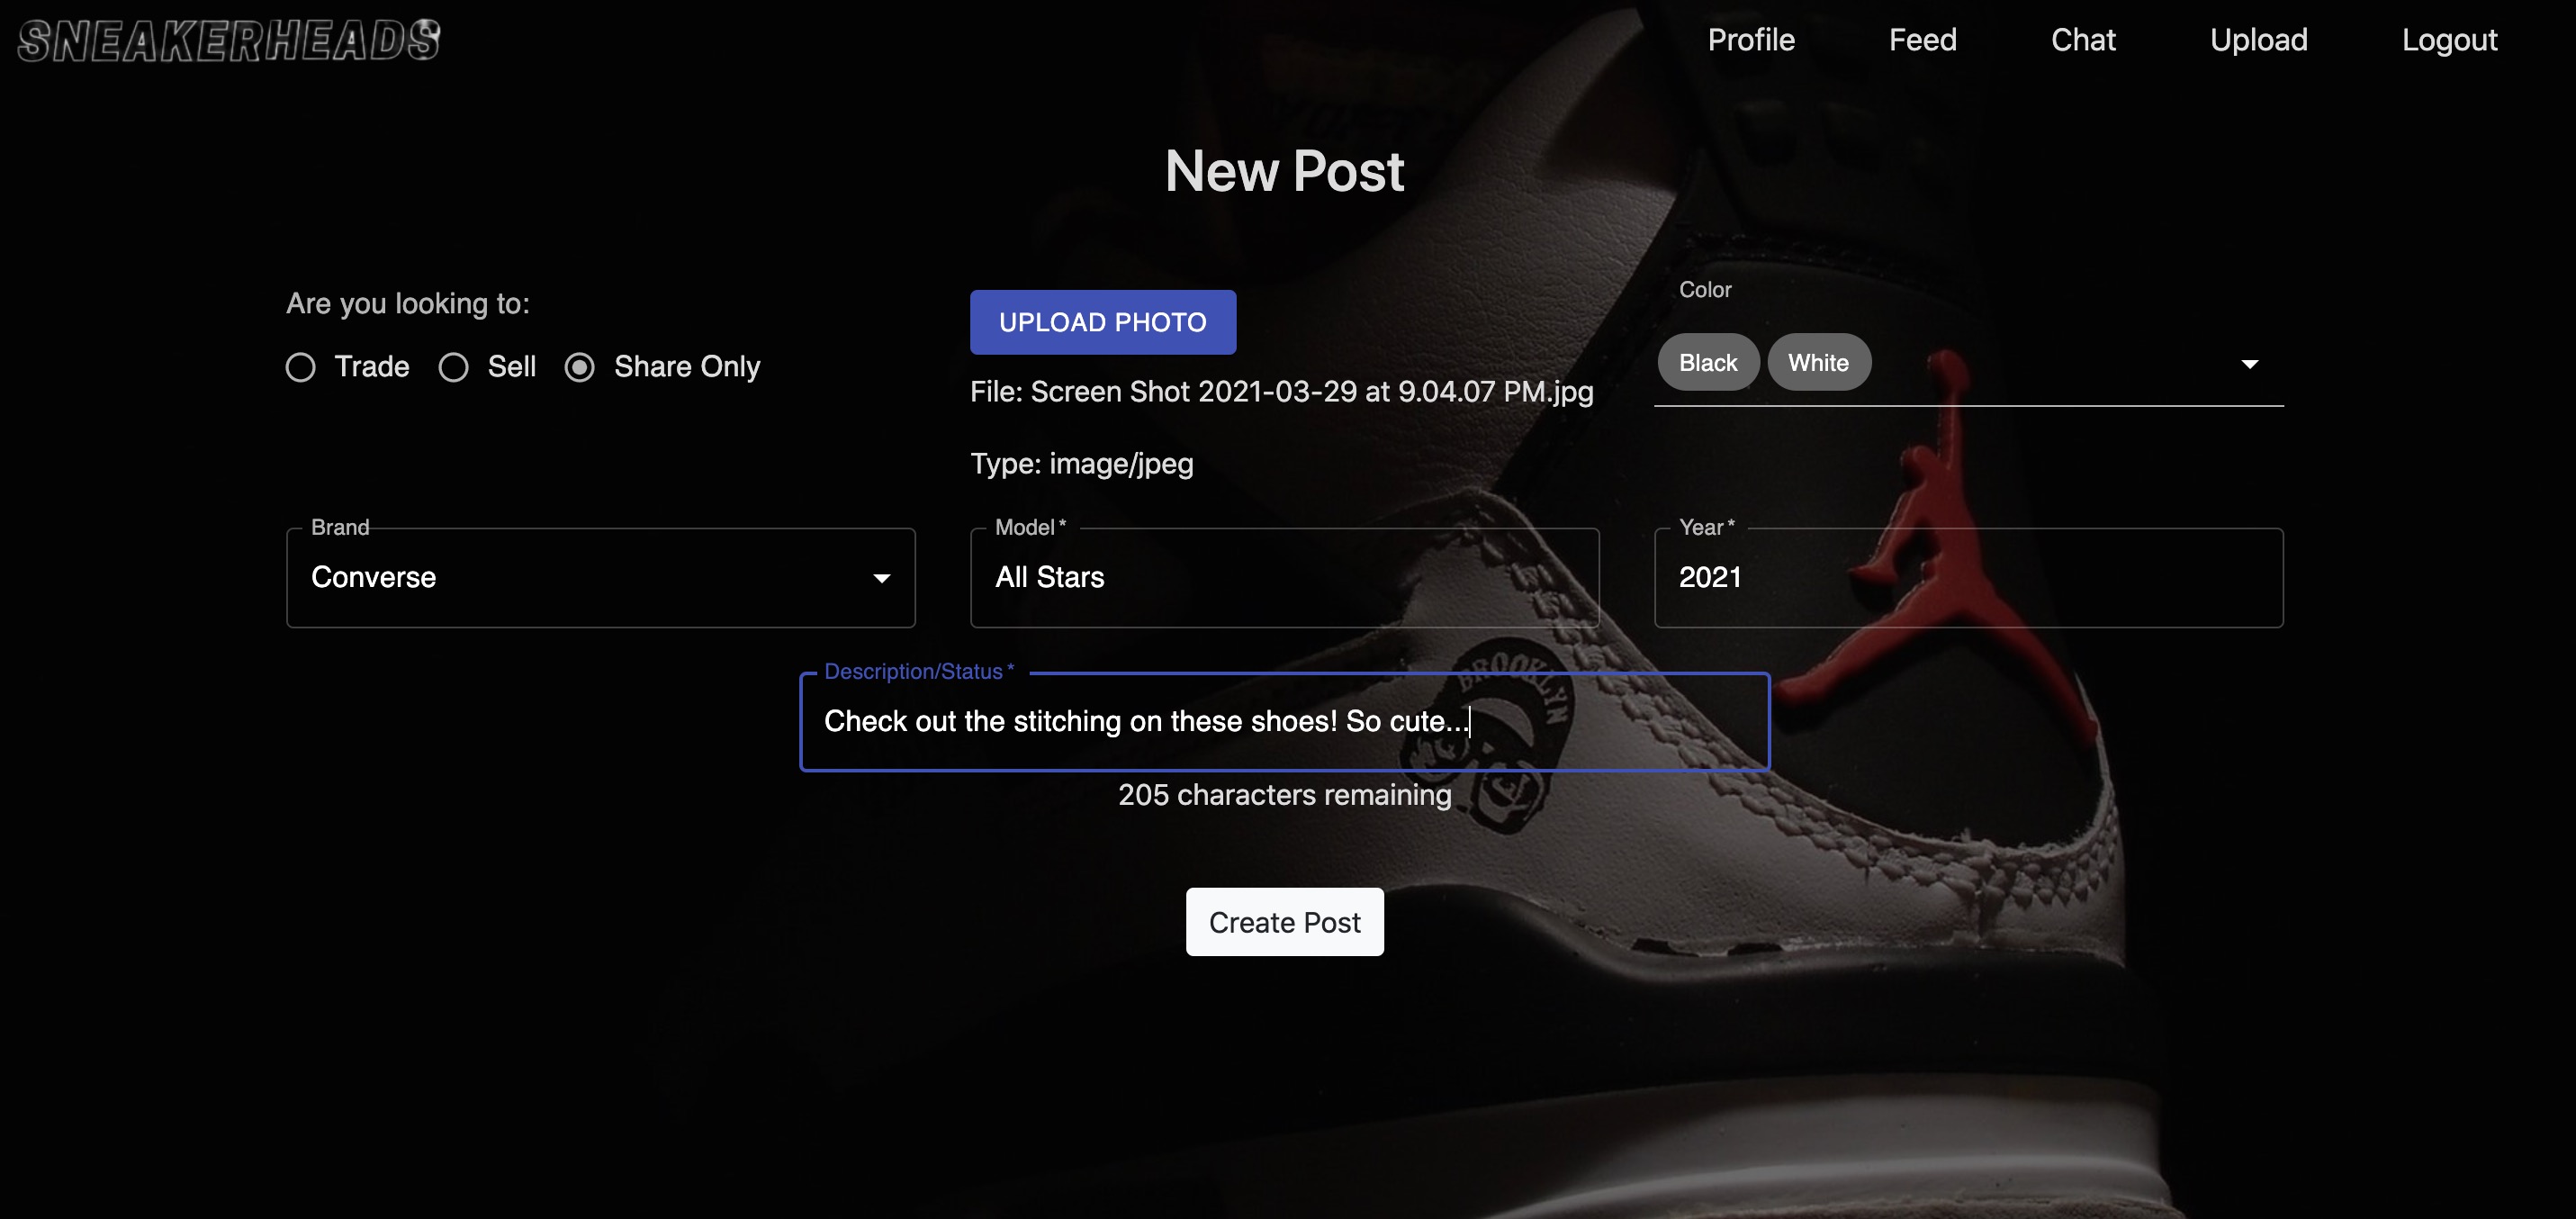 SNEAKERHEADS
Profile Feed Chat Upload Logout
New Post
Are you looking to:
Trade Sell Share Only
UPLOAD PHOTO
File: Screen Shot 2021-03-29 at 9.04.07 PM.jpg
Type: image/jpeg
Color
Black White
Brand
Converse
Model *
All Stars
Year *
2021
Description/Status *
Check out the stitching on these shoes! So cute...
205 characters remaining
BROOKLYN
Create Post